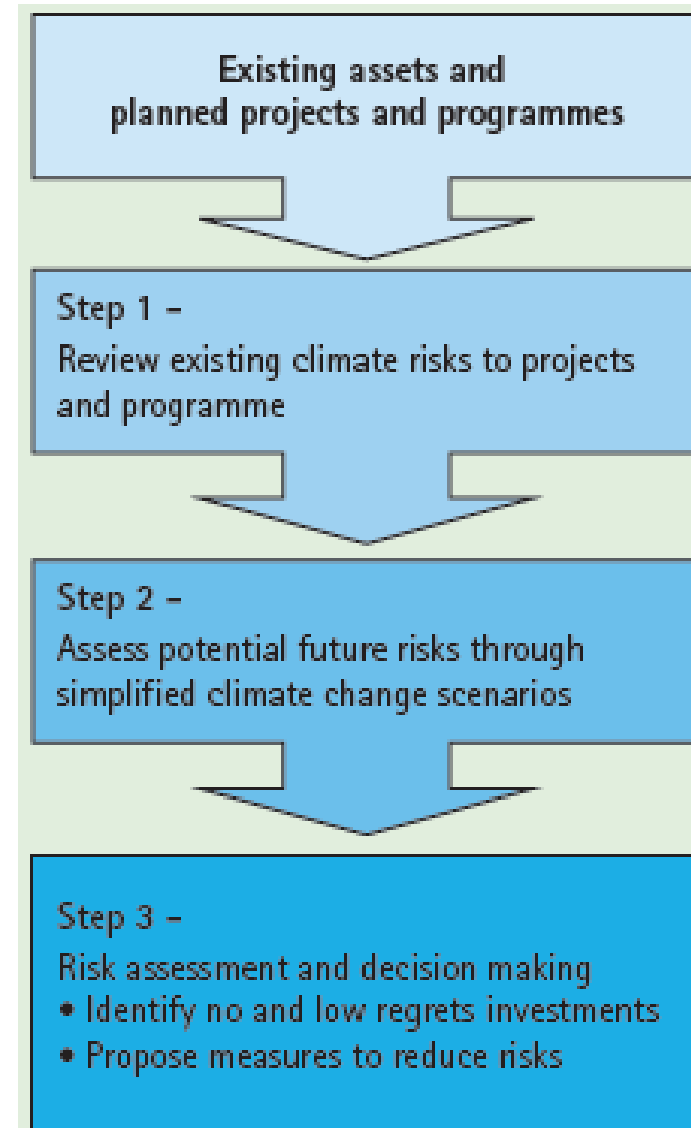 Existing assets and
planned projects and programmes
Step 1 –
Review existing climate risks to projects
and programme
Step 2 –
Assess potential future risks through
simplified climate change scenarios
Step 3 –
Risk assessment and decision making
• Identify no and low regrets investments
• Propose measures to reduce risks